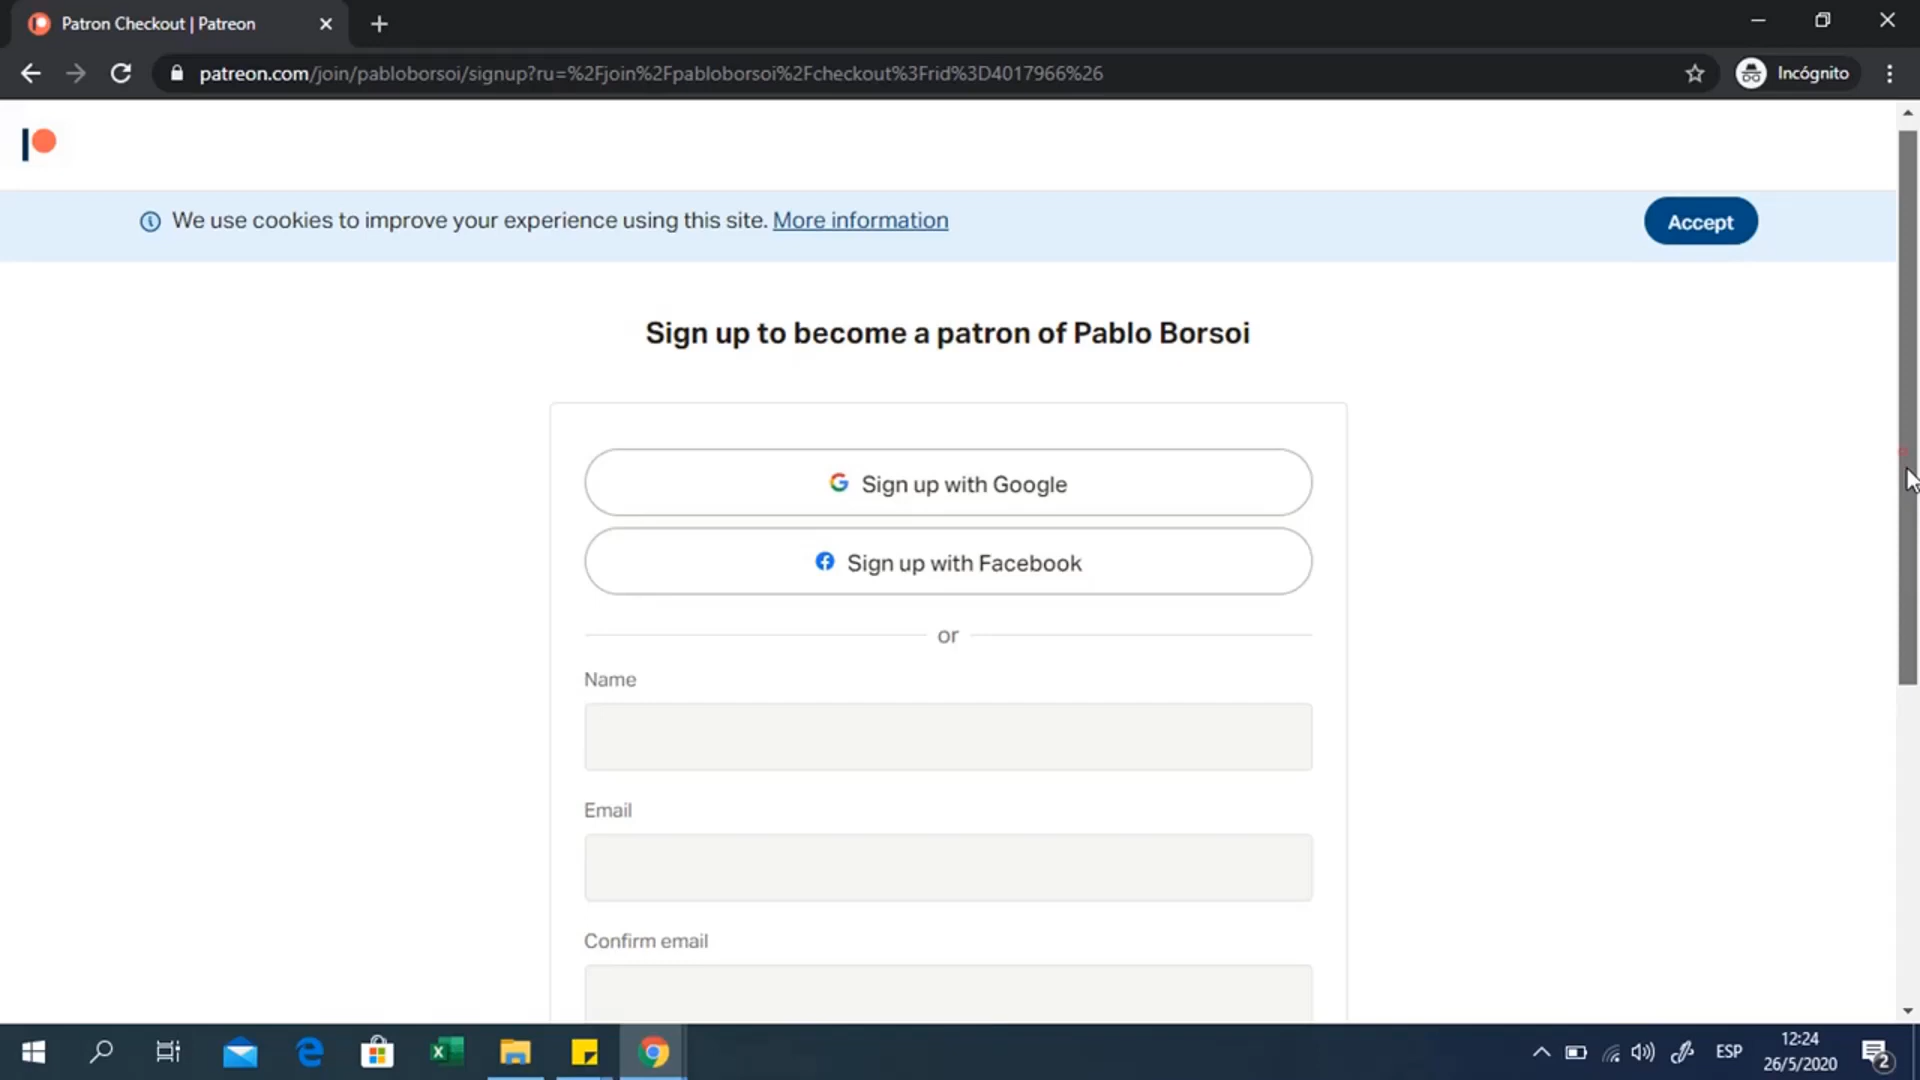 Patron Checkout | Patreon
patreon.com/join/pabloborsoi/signup?ru=%2Fjoin%2Fpabloborsoi%2Fcheckout%3Frid%3D4017966%26
Incógnito
We use cookies to improve your experience using this site. More information
Accept
Sign up to become a patron of Pablo Borsoi
Sign up with Google
Sign up with Facebook
or
Name
Email
Confirm email
ESP
12:24
26/5/2020
2